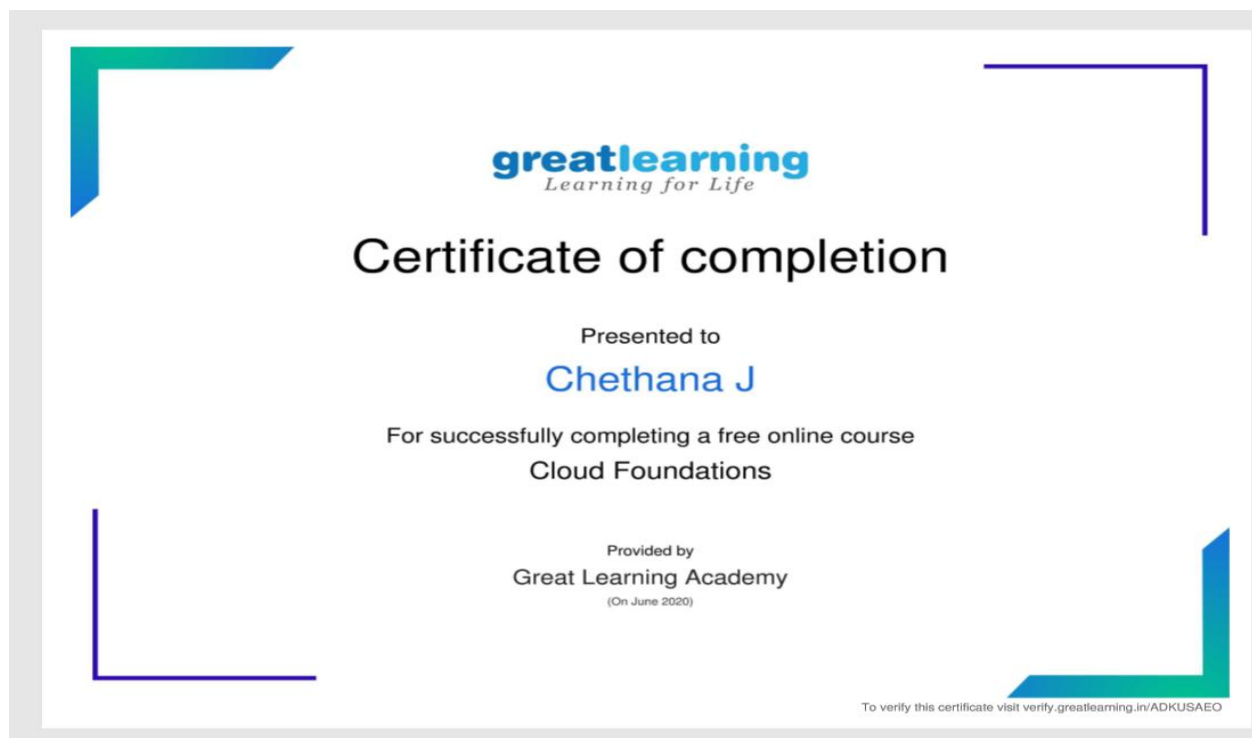 greatlearning
Learning for Life
Certificate of completion
Presented to
Chethana J
For successfully completing a free online course
Cloud Foundations
Provided by
Great Learning Academy
(On June 2020)
To verify this certificate visit verify.greatlearning.in/ADKUSAEO